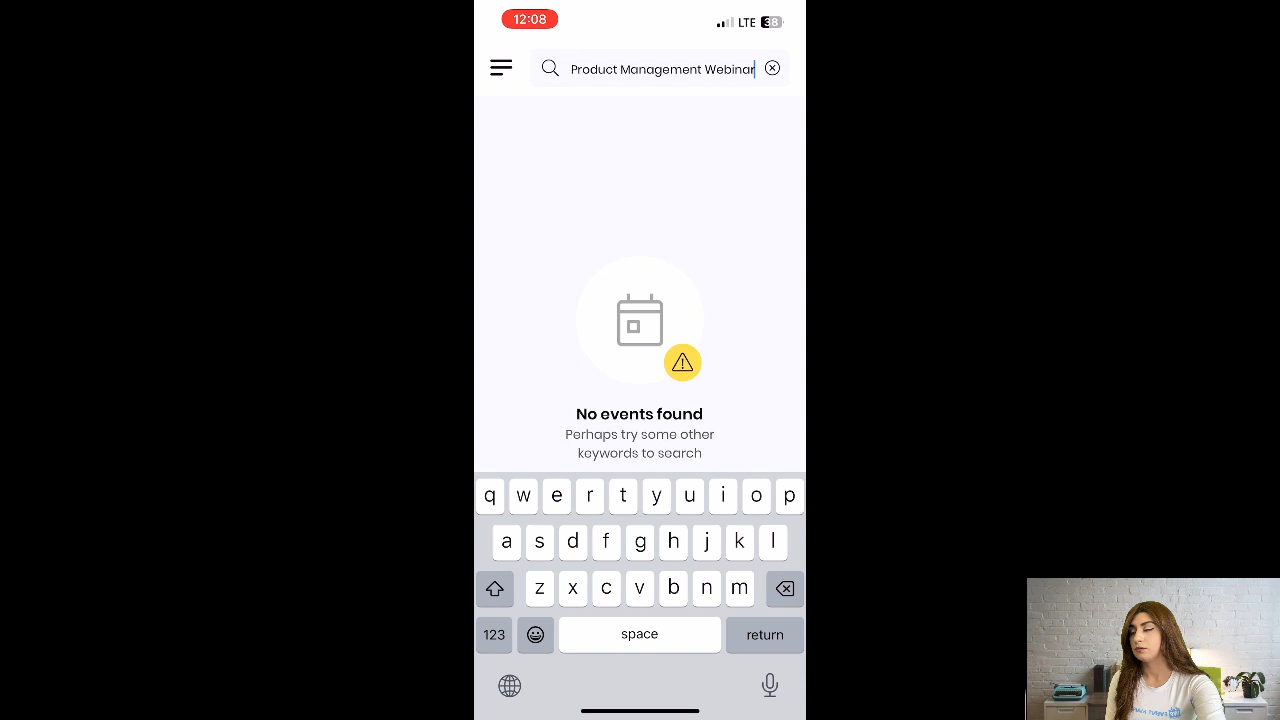 12:08
LTE 38
Product Management Webinar
No events found
Perhaps try some other
keywords to search
q w e r t y u i o p
a s d f g h j k l
z x c v b n m
123 space return